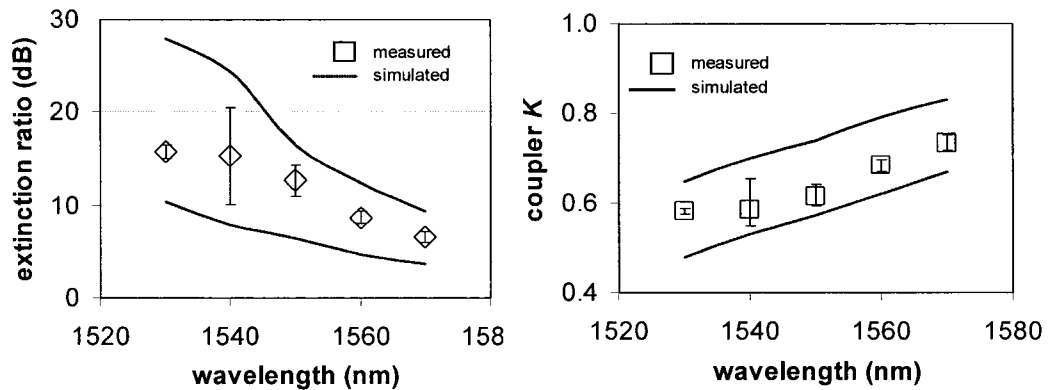 30
20
10
0
extinction ratio (dB)
measured
simulated
1520 1540 1560 158
wavelength (nm)
1.0
0.8
0.6
0.4
coupler K
measured
simulated
1520 1540 1560 1580
wavelength (nm)